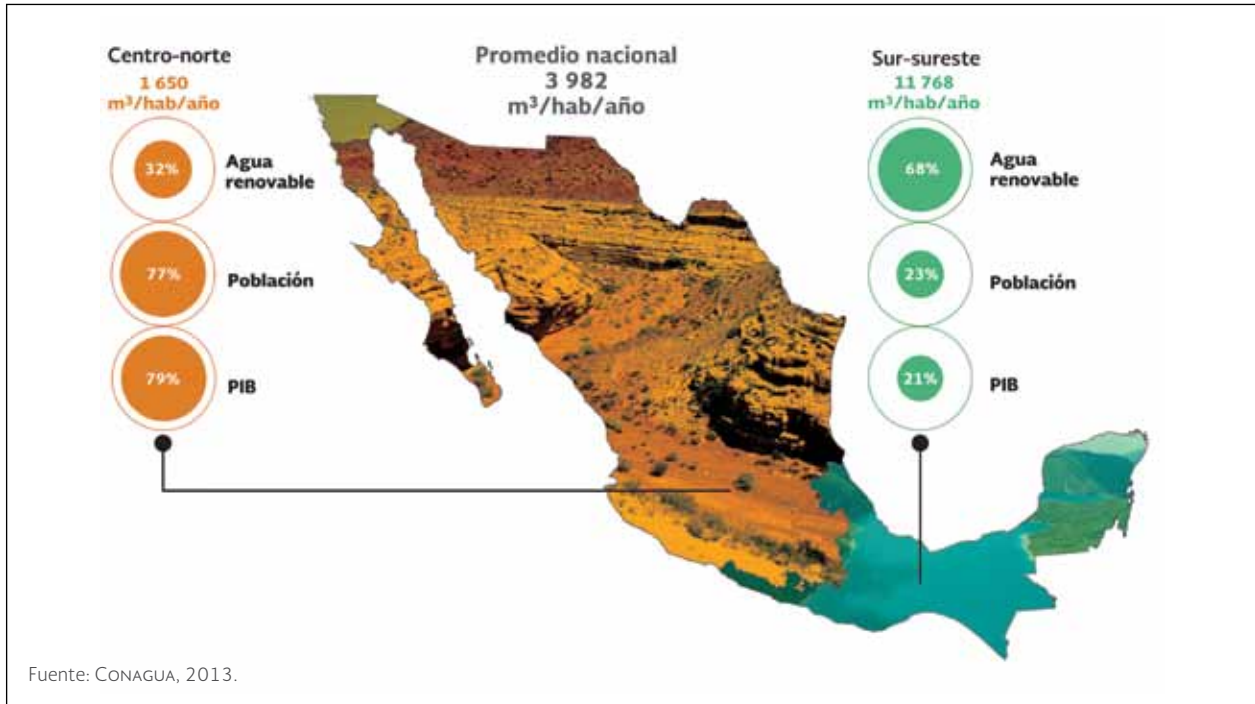 Centro-norte
1 650
m³/hab/año
32%
Agua
renovable
77%
Población
79%
PIB
Promedio nacional
3 982
m³/hab/año
Sur-sureste
11 768
m³/hab/año
68%
Agua
renovable
23%
Población
21%
PIB
Fuente: CONAGUA, 2013.